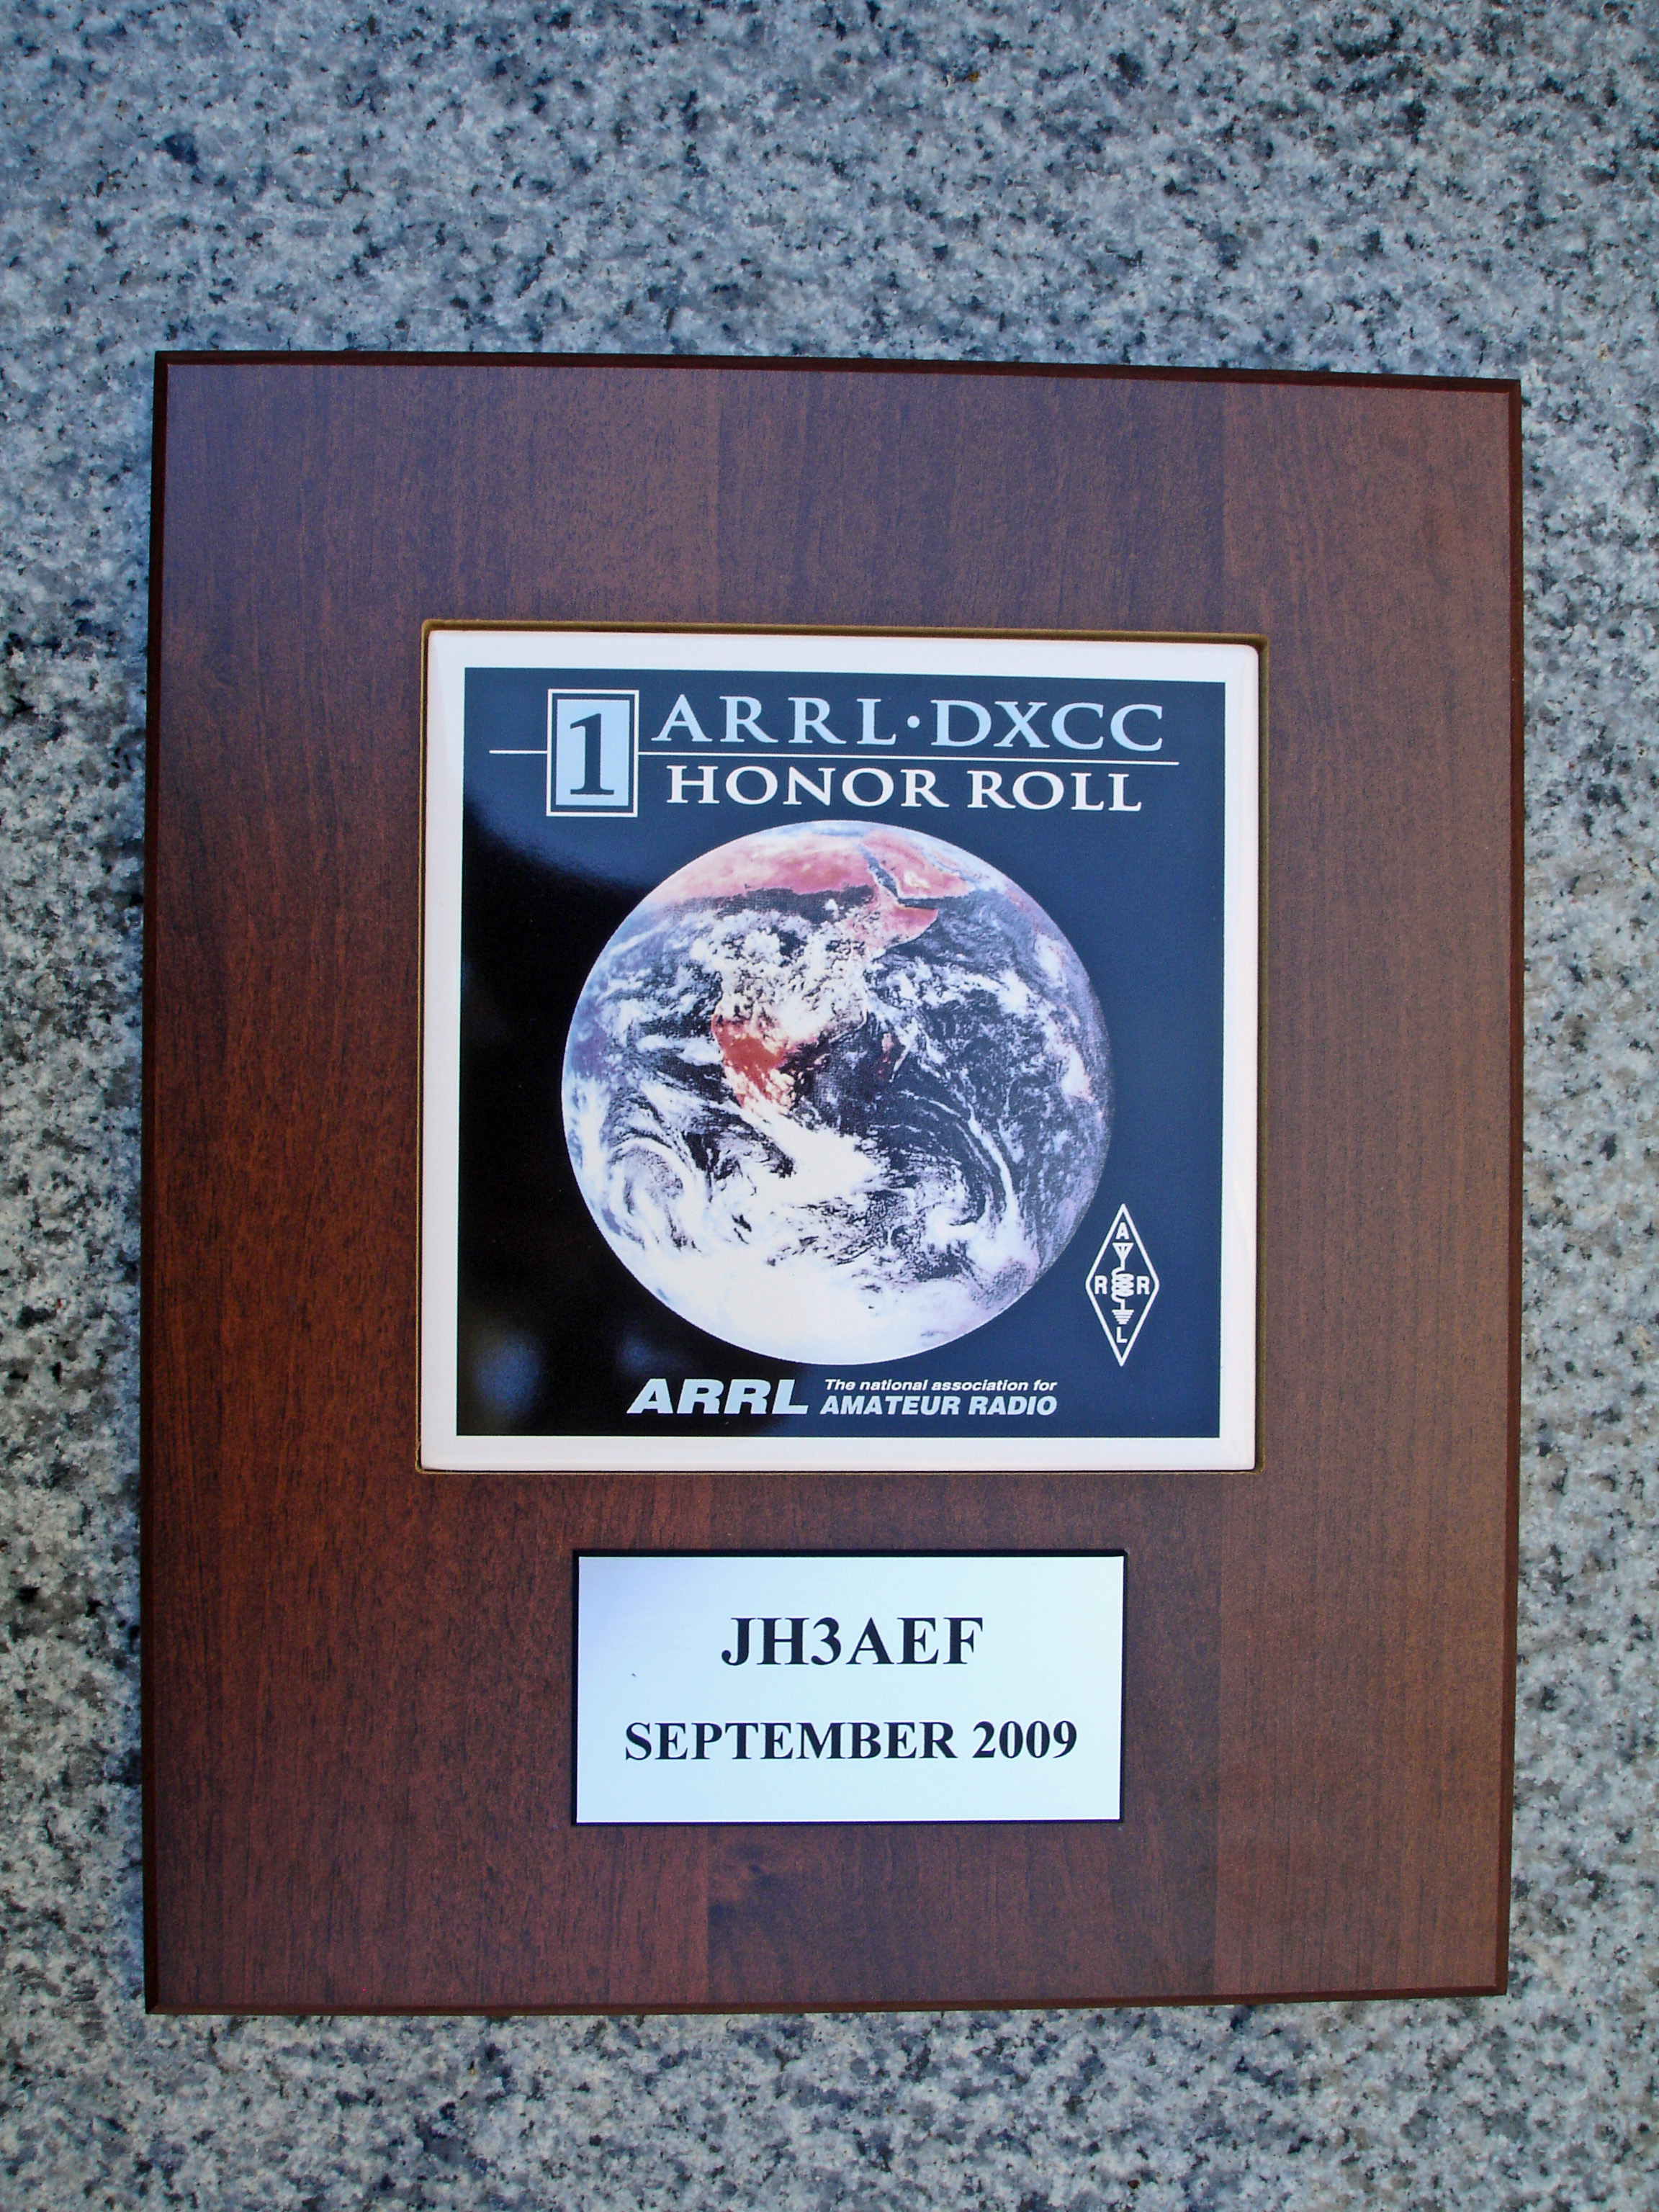 1
ARRL·DXCC
HONOR ROLL
A
R R
L
ARRL The national association for
AMATEUR RADIO
JH3AEF
SEPTEMBER 2009